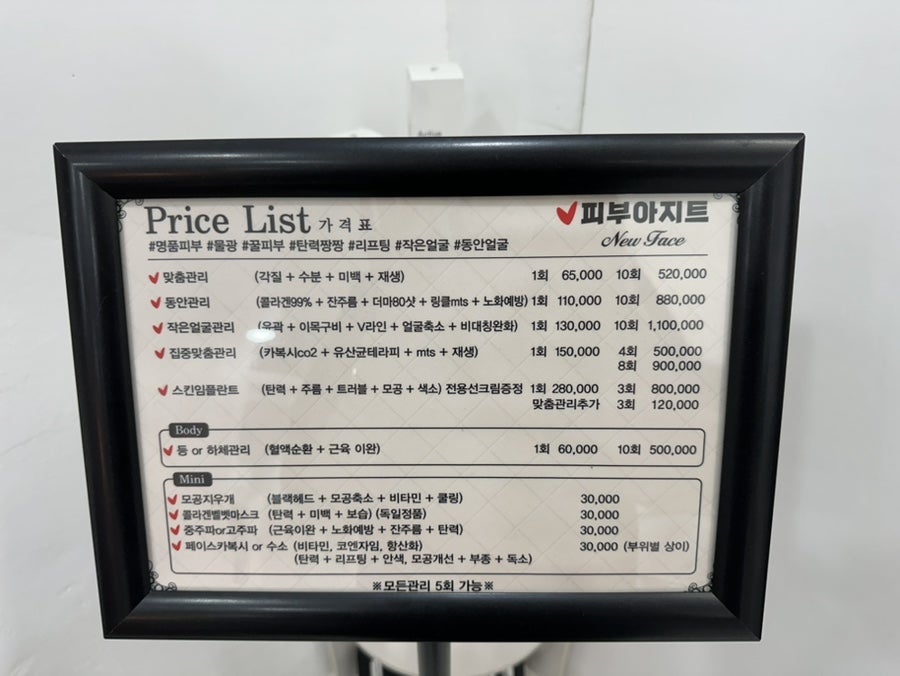 Price List 가격표
피부아지트
New Face
#명품피부 #물광 #꿀피부 #탄력짱짱 #리프팅 #작은얼굴 #동안얼굴
맞춤관리 (각질 + 수분 + 미백 + 재생) 1회 65,000 10회 520,000
동안관리 (콜라겐99% + 잔주름 + 더마80샷 + 링클mts + 노화예방) 1회 110,000 10회 880,000
작은얼굴관리 (윤곽 + 이목구비 + V라인 + 얼굴축소 + 비대칭완화) 1회 130,000 10회 1,100,000
집중맞춤관리 (카복시co2 + 유산균테라피 + mts + 재생) 1회 150,000 4회 500,000
8회 900,000
스킨임플란트 (탄력 + 주름 + 트러블 + 모공 + 색소) 전용선크림증정 1회 280,000 3회 800,000
맞춤관리추가 3회 120,000
Body
등 or 하체관리 (혈액순환 + 근육 이완) 1회 60,000 10회 500,000
Mini
모공지우개 (블랙헤드 + 모공축소 + 비타민 + 쿨링) 30,000
콜라겐벨벳마스크 (탄력 + 미백 + 보습) (독일정품) 30,000
중주파or고주파 (근육이완 + 노화예방 + 잔주름 + 탄력) 30,000
페이스카복시 or 수소 (비타민, 코엔자임, 항산화) 30,000 (부위별 상이)
(탄력 + 리프팅 + 안색, 모공개선 + 부종 + 독소)
※모든관리 5회 가능※